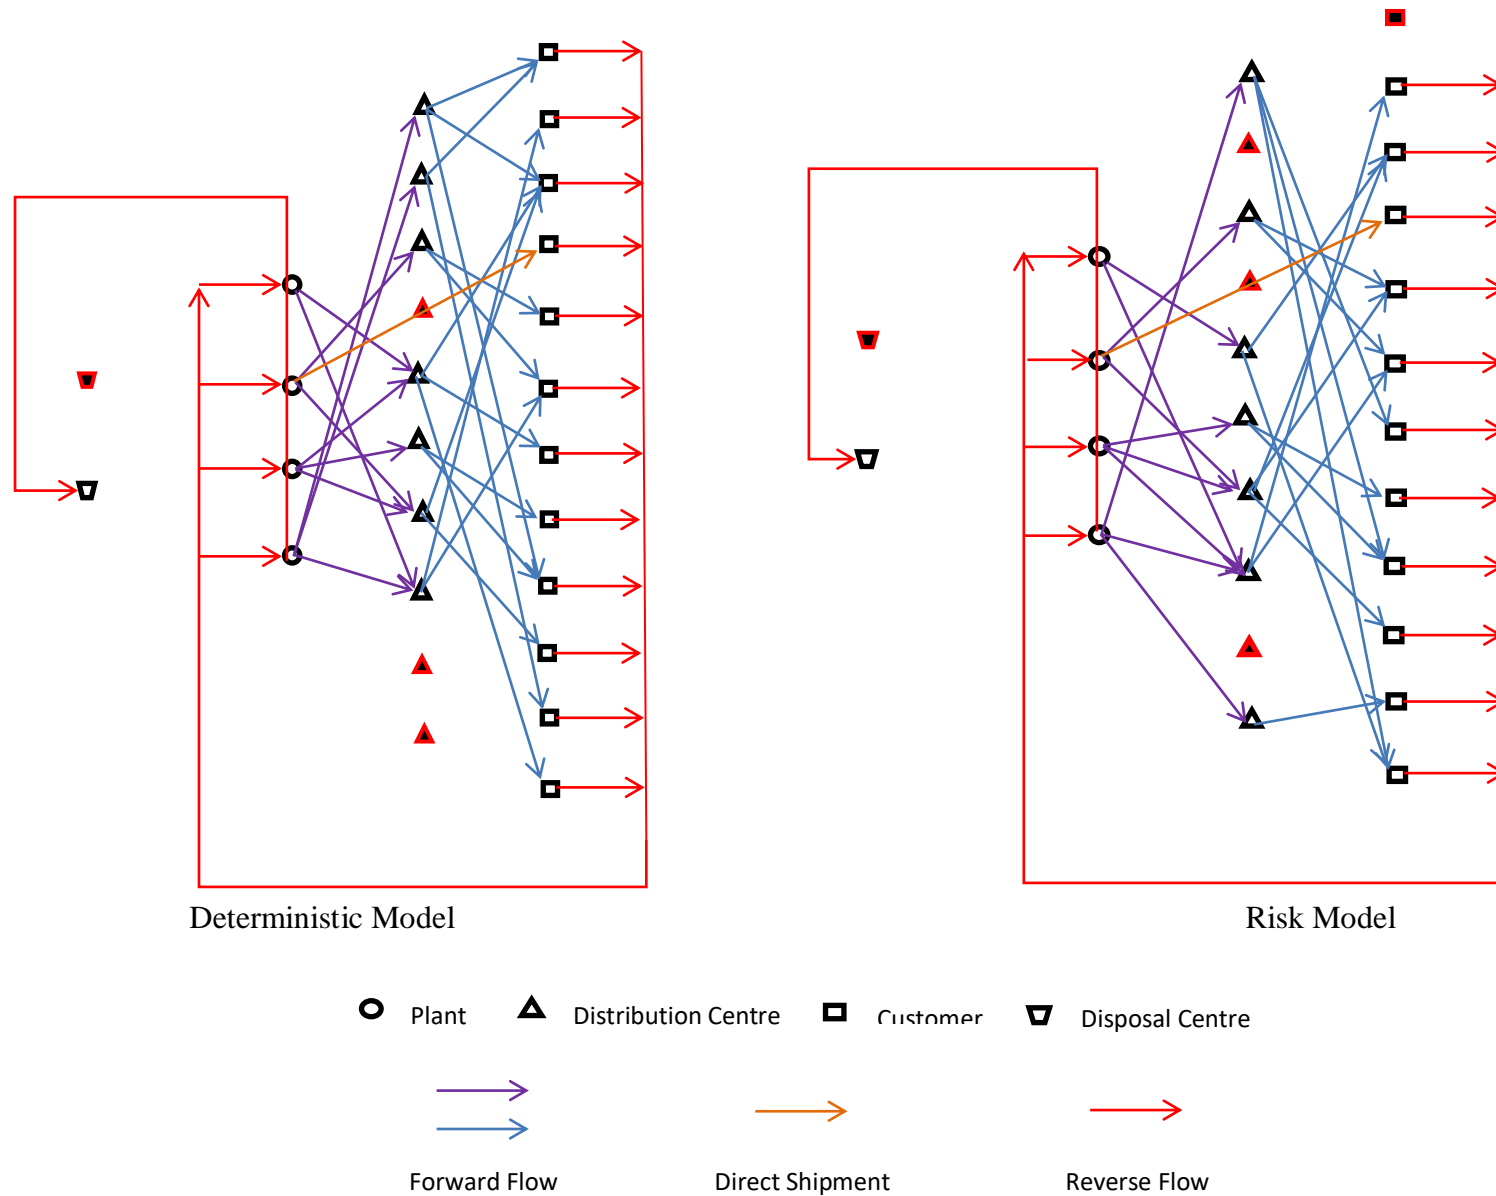 Deterministic Model
Risk Model
Plant
Distribution Centre
Customer
Disposal Centre
Forward Flow
Direct Shipment
Reverse Flow